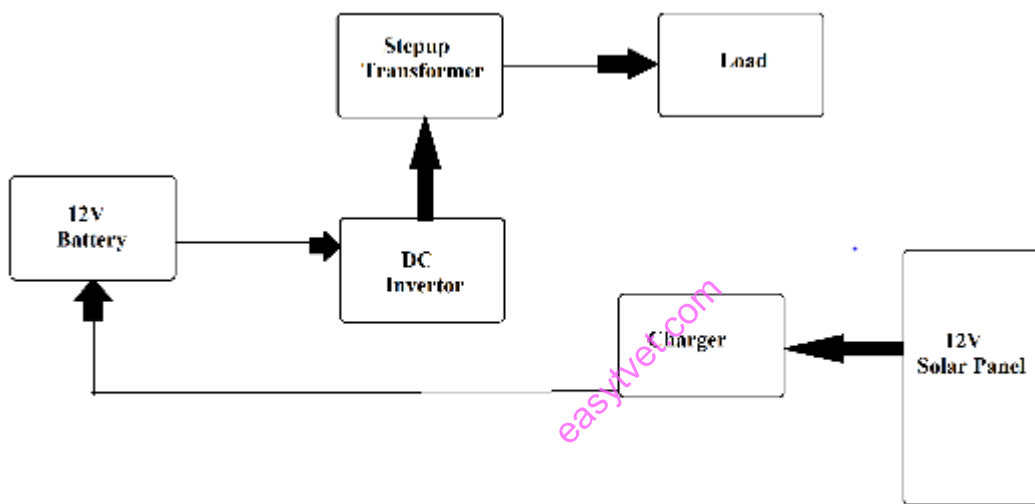 Stepup
Transformer
Load
12V
Battery
DC
Invertor
Charger
12V
Solar Panel
easytvet.com